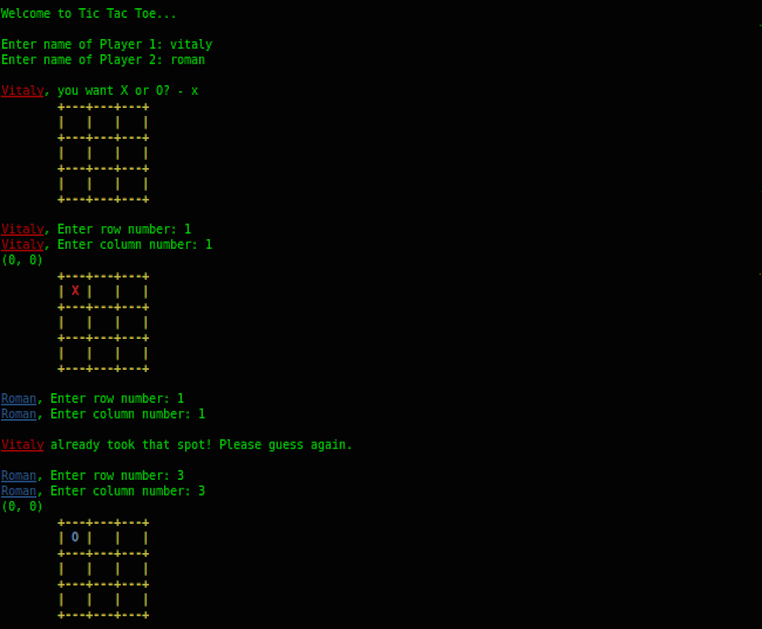 Welcome to Tic Tac Toe...
Enter name of Player 1: vitaly
Enter name of Player 2: roman
Vitaly, you want X or O? - x
+---+---+---+
|   |   |   |
+---+---+---+
|   |   |   |
+---+---+---+
|   |   |   |
+---+---+---+
Vitaly, Enter row number: 1
Vitaly, Enter column number: 1
(0, 0)
+---+---+---+
| X |   |   |
+---+---+---+
|   |   |   |
+---+---+---+
|   |   |   |
+---+---+---+
Roman, Enter row number: 1
Roman, Enter column number: 1
Vitaly already took that spot! Please guess again.
Roman, Enter row number: 3
Roman, Enter column number: 3
(0, 0)
+---+---+---+
| O |   |   |
+---+---+---+
|   |   |   |
+---+---+---+
|   |   |   |
+---+---+---+